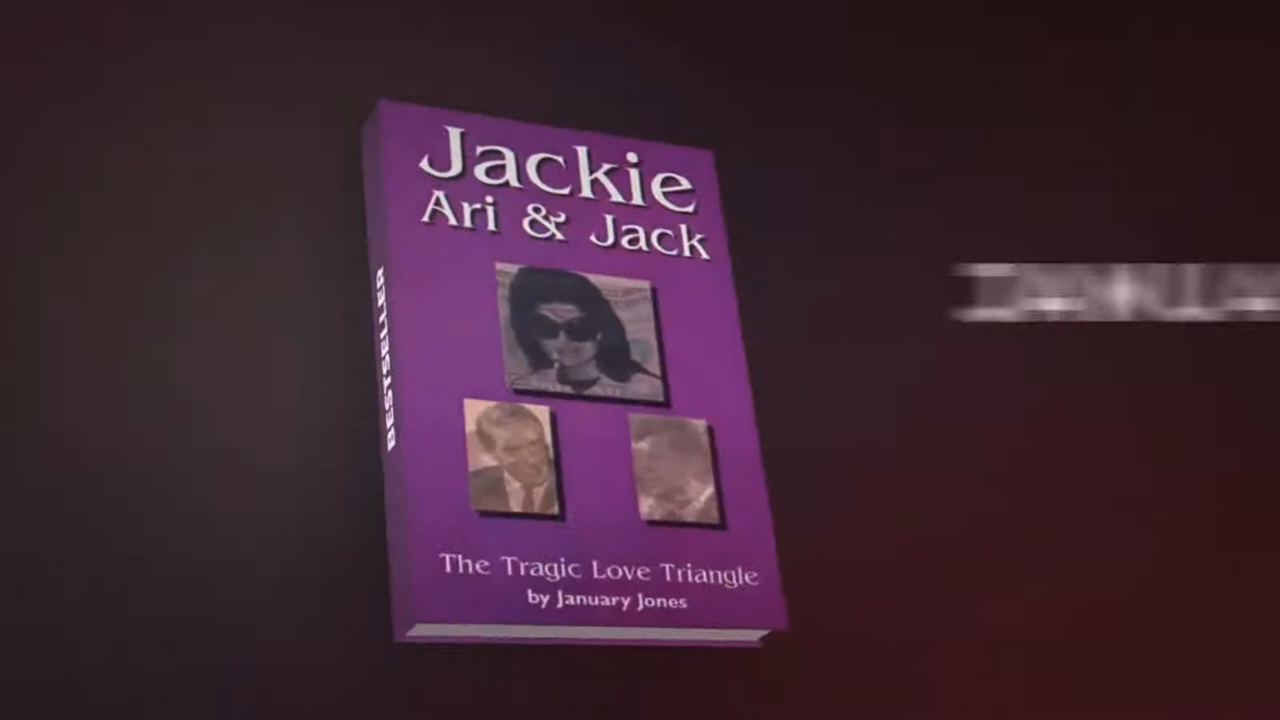 Jackie
Ari & Jack
BESTSELLER
The Tragic Love Triangle
by January Jones